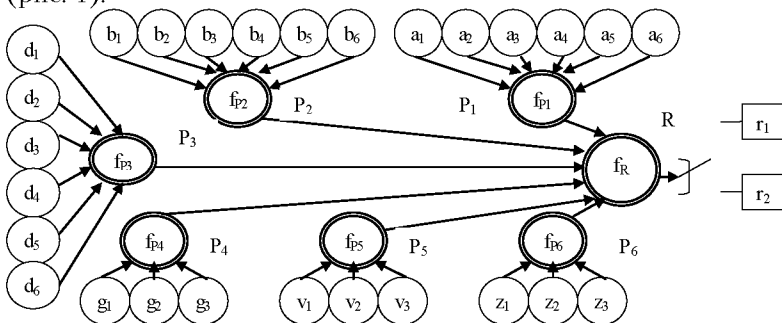 (рис. 1).
b1 b2 b3 b4 b5 b6 a1 a2 a3 a4 a5 a6
d1
d2
d3
d4
d5
d6
fP2 P2 P1 fP1
P3 R r1
fP3 fR
r2
fP4 P4 fP5 P5 fP6 P6
g1 g2 g3 v1 v2 v3 z1 z2 z3